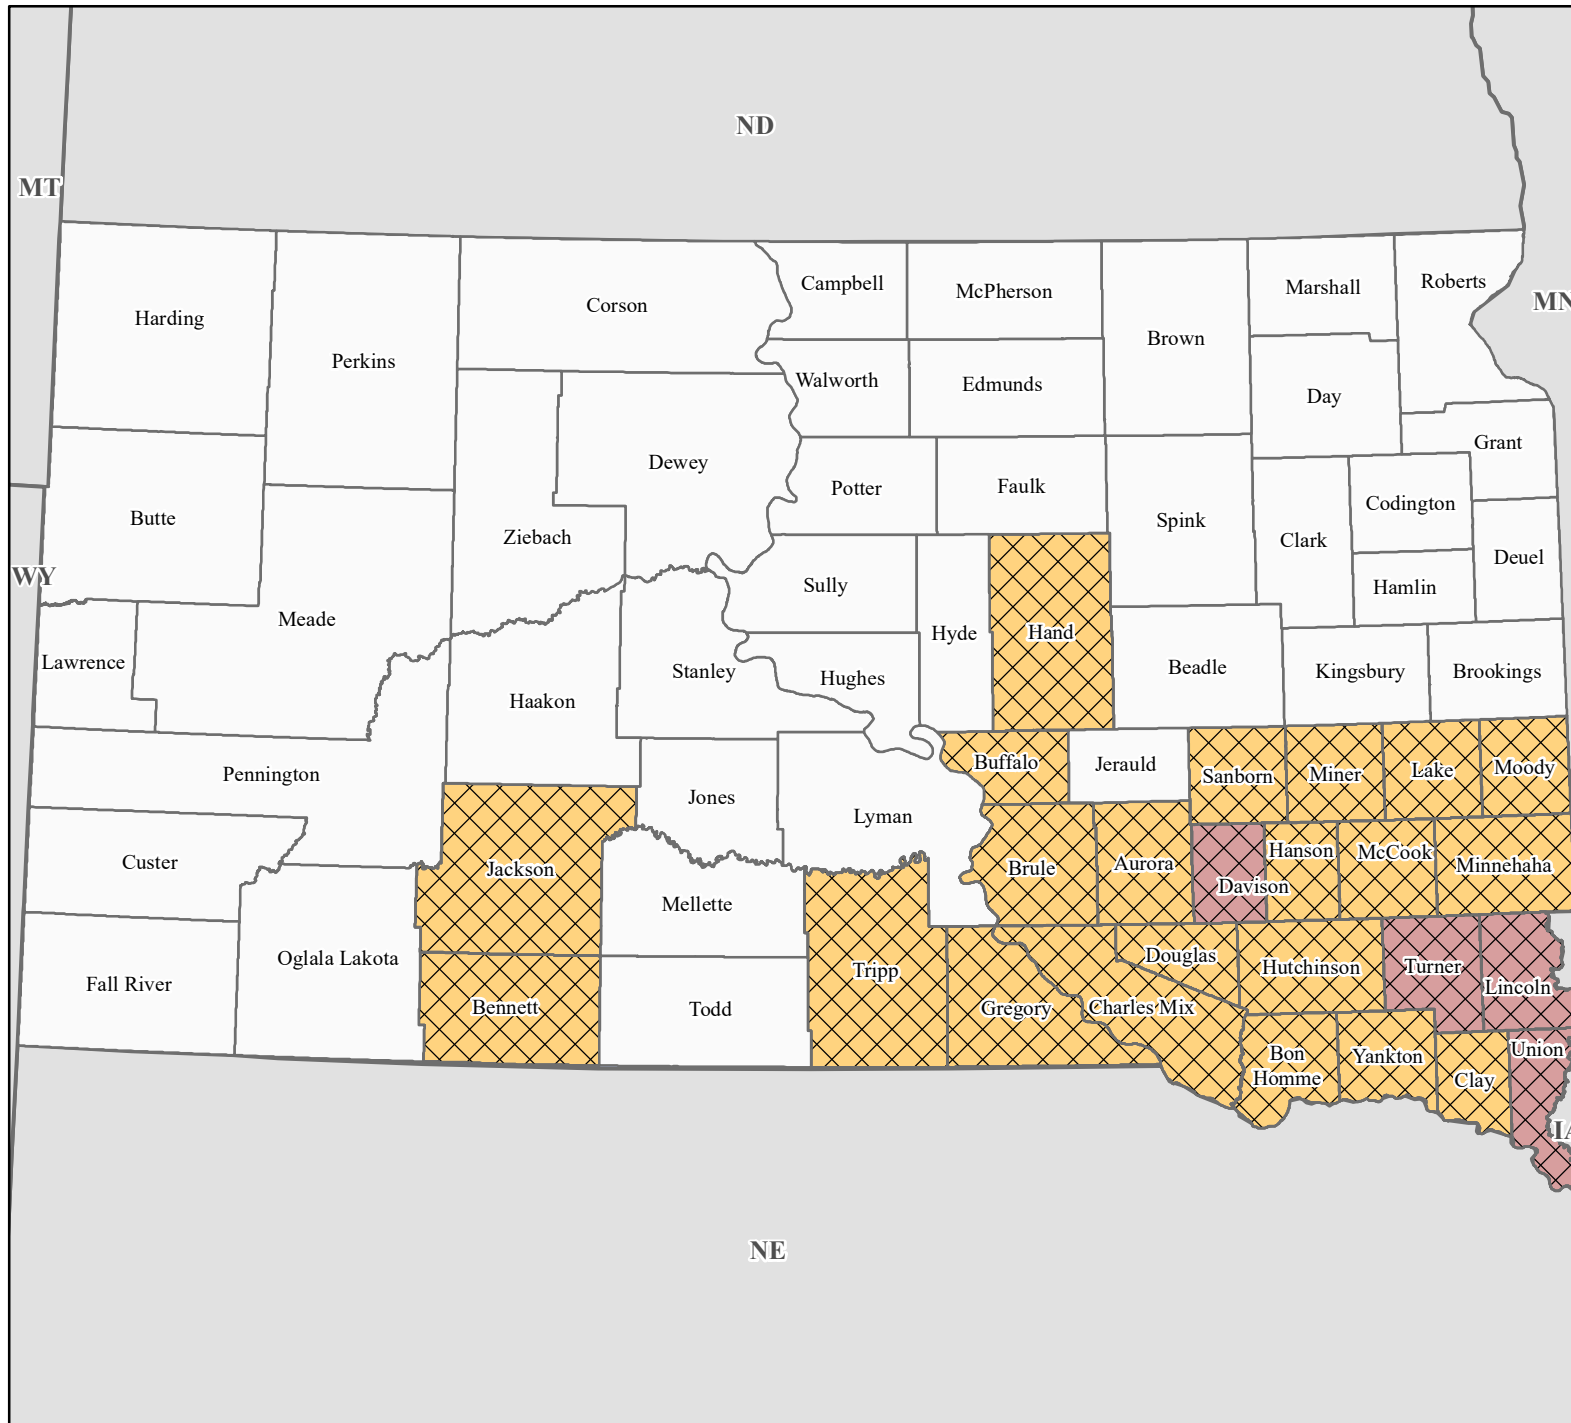 ND
MT
MN
WY
Harding
Perkins
Corson
Campbell
McPherson
Brown
Marshall
Roberts
Walworth
Edmunds
Day
Grant
Butte
Dewey
Potter
Faulk
Codington
Ziebach
Spink
Clark
Deuel
Meade
Sully
Hamlin
Lawrence
Hyde
Hand
Stanley
Hughes
Beadle
Kingsbury
Brookings
Haakon
Pennington
Buffalo
Jerauld
Sanborn
Miner
Lake
Moody
Jones
Lyman
Custer
Jackson
Brule
Aurora
Davison
Hanson
McCook
Minnehaha
Mellette
Fall River
Oglala Lakota
Bennett
Todd
Tripp
Gregory
Charles Mix
Douglas
Hutchinson
Turner
Lincoln
Bon
Homme
Yankton
Clay
Union
IA
NE